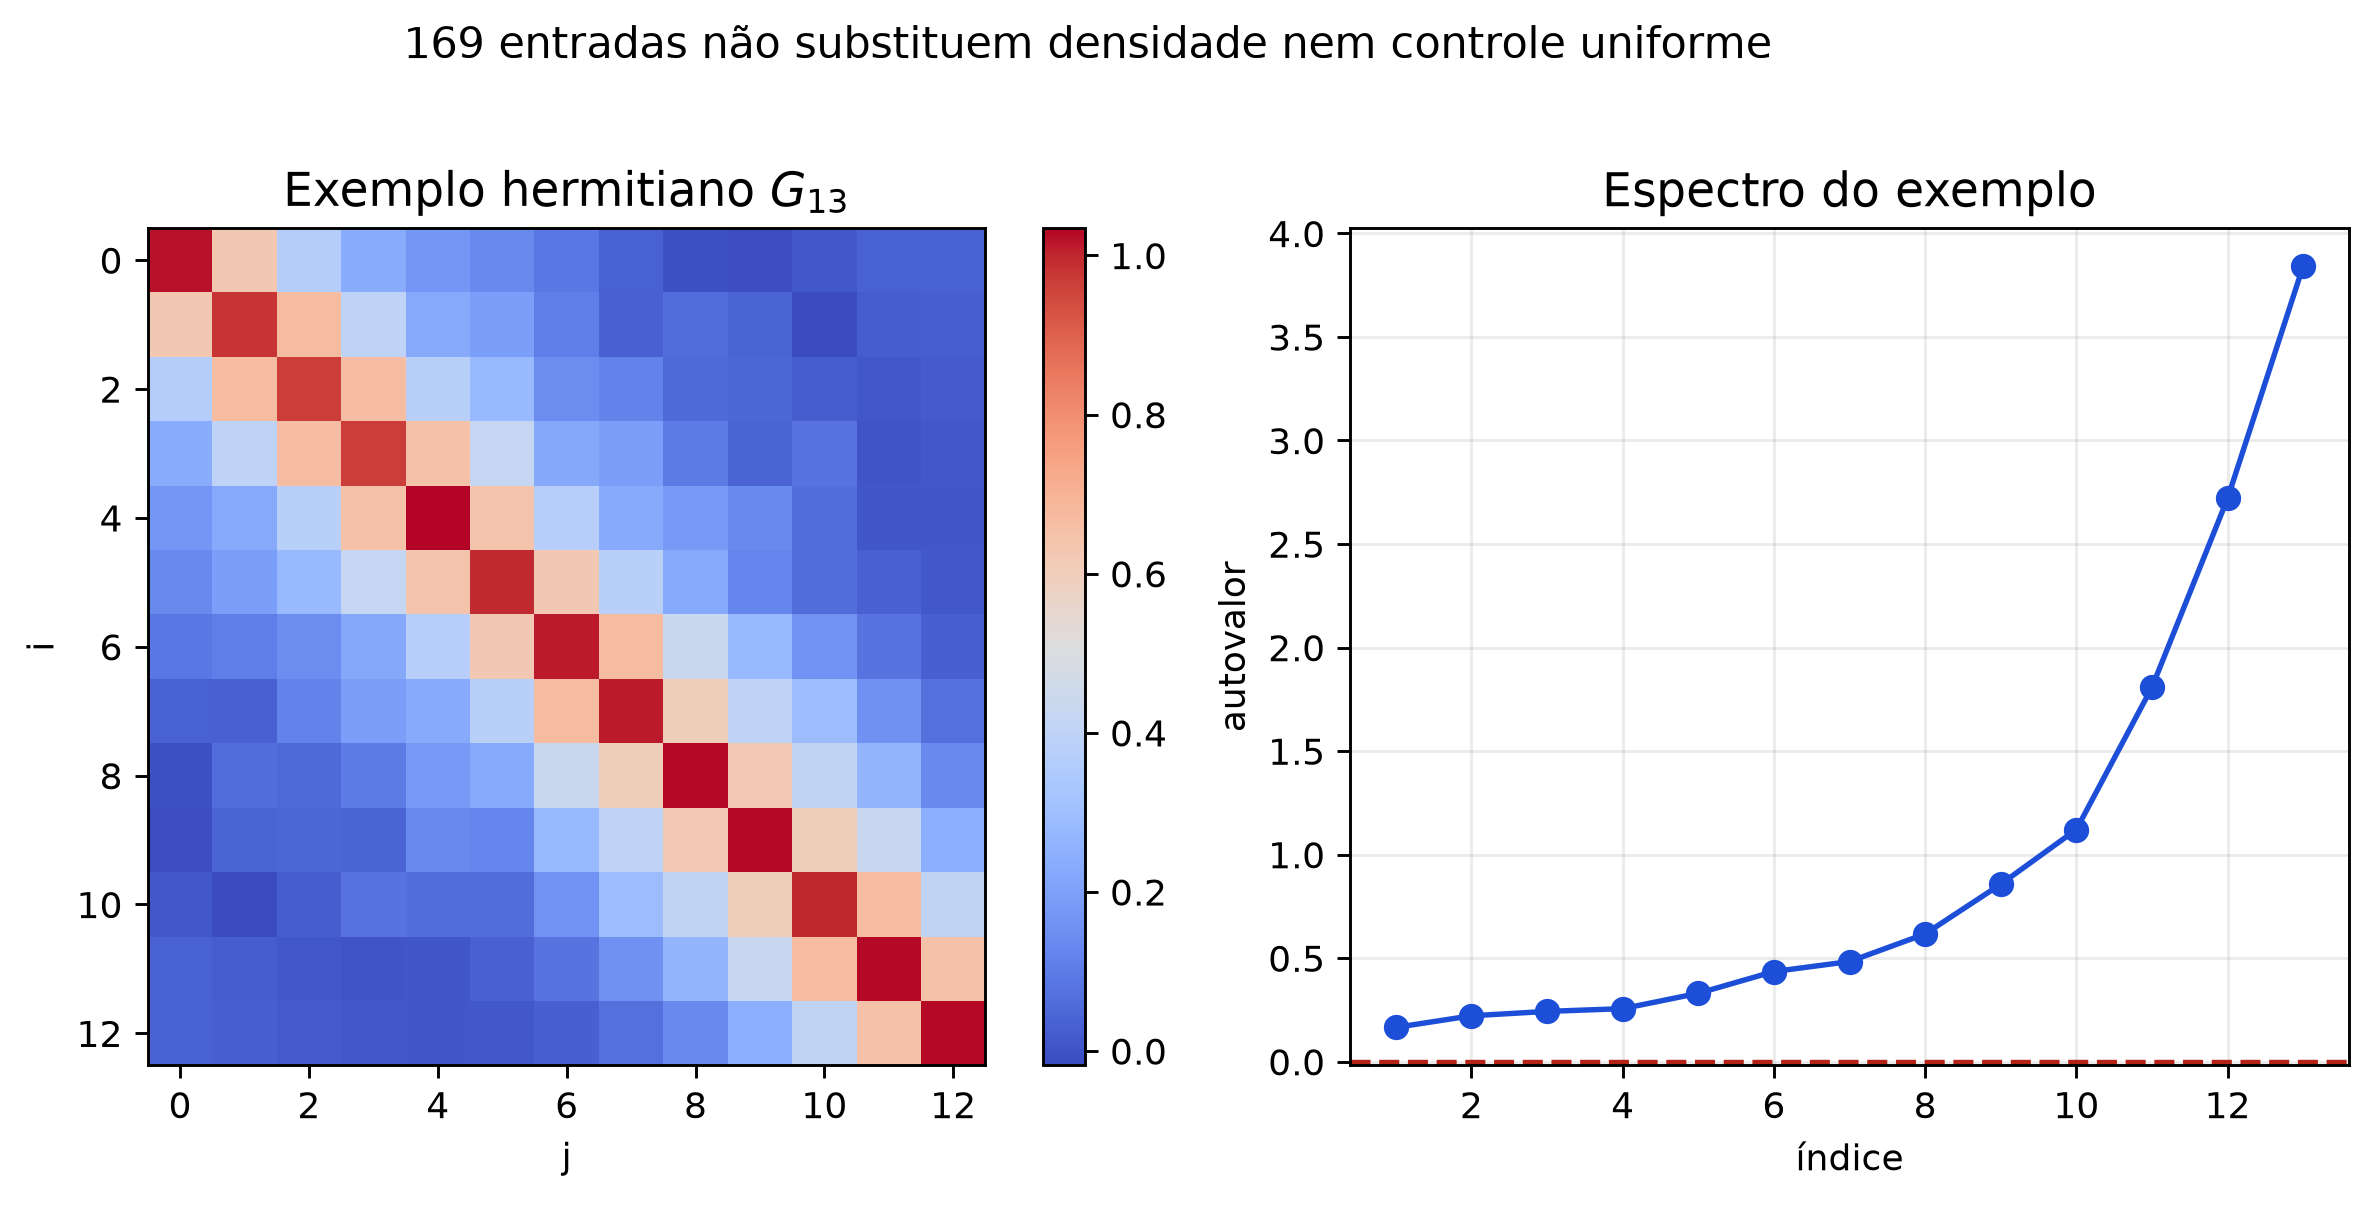 169 entradas não substituem densidade nem controle uniforme
Exemplo hermitiano G13
0
2
4
6
8
10
12
i
0 2 4 6 8 10 12
j
1.0
0.8
0.6
0.4
0.2
0.0
Espectro do exemplo
4.0
3.5
3.0
2.5
2.0
1.5
1.0
0.5
0.0
autovalor
2 4 6 8 10 12
índice